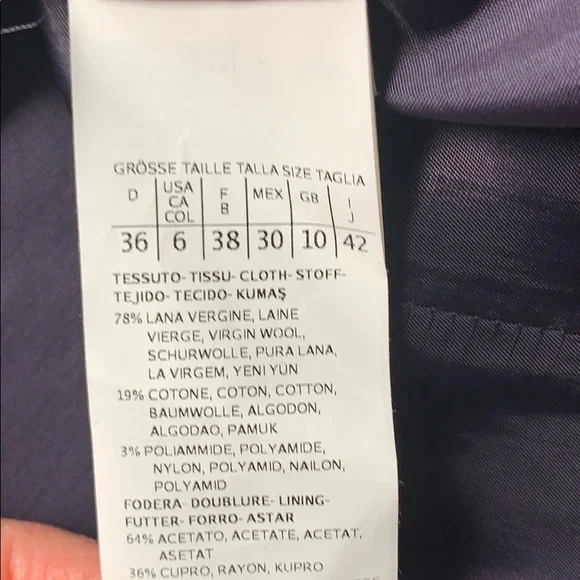 GRÖSSE TAILLE TALLA SIZE TAGLIA
D USA CA COL F B MEX GB I J
36 6 38 30 10 42
TESSUTO- TISSU- CLOTH- STOFF-
TEJIDO- TECIDO- KUMAŞ
78% LANA VERGINE, LAINE
VIERGE, VIRGIN WOOL,
SCHURWOLLE, PURA LANA,
LA VIRGEM, YENI YÜN
19% COTONE, COTON, COTTON,
BAUMWOLLE, ALGODON,
ALGODAO, PAMUK
3% POLIAMMIDE, POLYAMIDE,
NYLON, POLYAMID, NAILON,
POLYAMID
FODERA- DOUBLURE- LINING-
FUTTER- FORRO- ASTAR
64% ACETATO, ACETATE, ACETAT,
ASETAT
36% CUPRO, RAYON, KUPRO